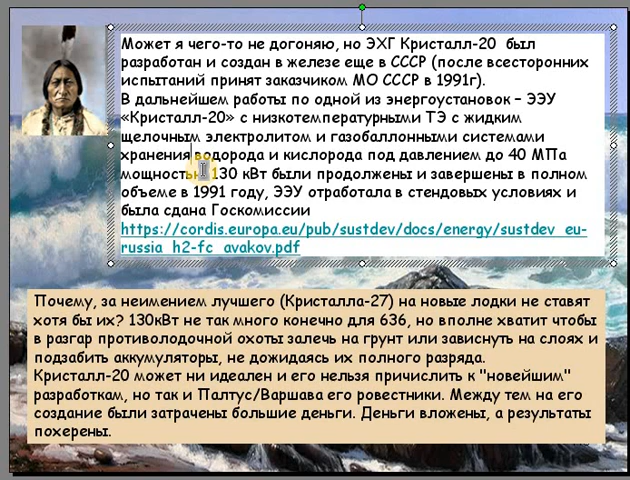 Может я чего-то не догоняю, но ЭХГ Кристалл-20 был
разработан и создан в железе еще в СССР (после всесторонних
испытаний принят заказчиком МО СССР в 1991г).
В дальнейшем работы по одной из энергоустановок – ЭЭУ
«Кристалл-20» с низкотемпературными ТЭ с жидким
щелочным электролитом и газобаллонными системами
хранения водорода и кислорода под давлением до 40 МПа
мощностью 130 кВт были продолжены и завершены в полном
объеме в 1991 году, ЭЭУ отработала в стендовых условиях и
была сдана Госкомиссии
https://cordis.europa.eu/pub/sustdev/docs/energy/sustdev_eu-
russia_h2-fc_avakov.pdf
Почему, за неимением лучшего (Кристалла-27) на новые лодки не ставят
хотя бы их? 130кВт не так много конечно для 636, но вполне хватит чтобы
в разгар противолодочной охоты залечь на грунт или зависнуть на слоях и
подзабить аккумуляторы, не дожидаясь их полного разряда.
Кристалл-20 может ни идеален и его нельзя причислить к "новейшим"
разработкам, но так и Палтус/Варшава его ровестники. Между тем на его
создание были затрачены большие деньги. Деньги вложены, а результаты
похерены.